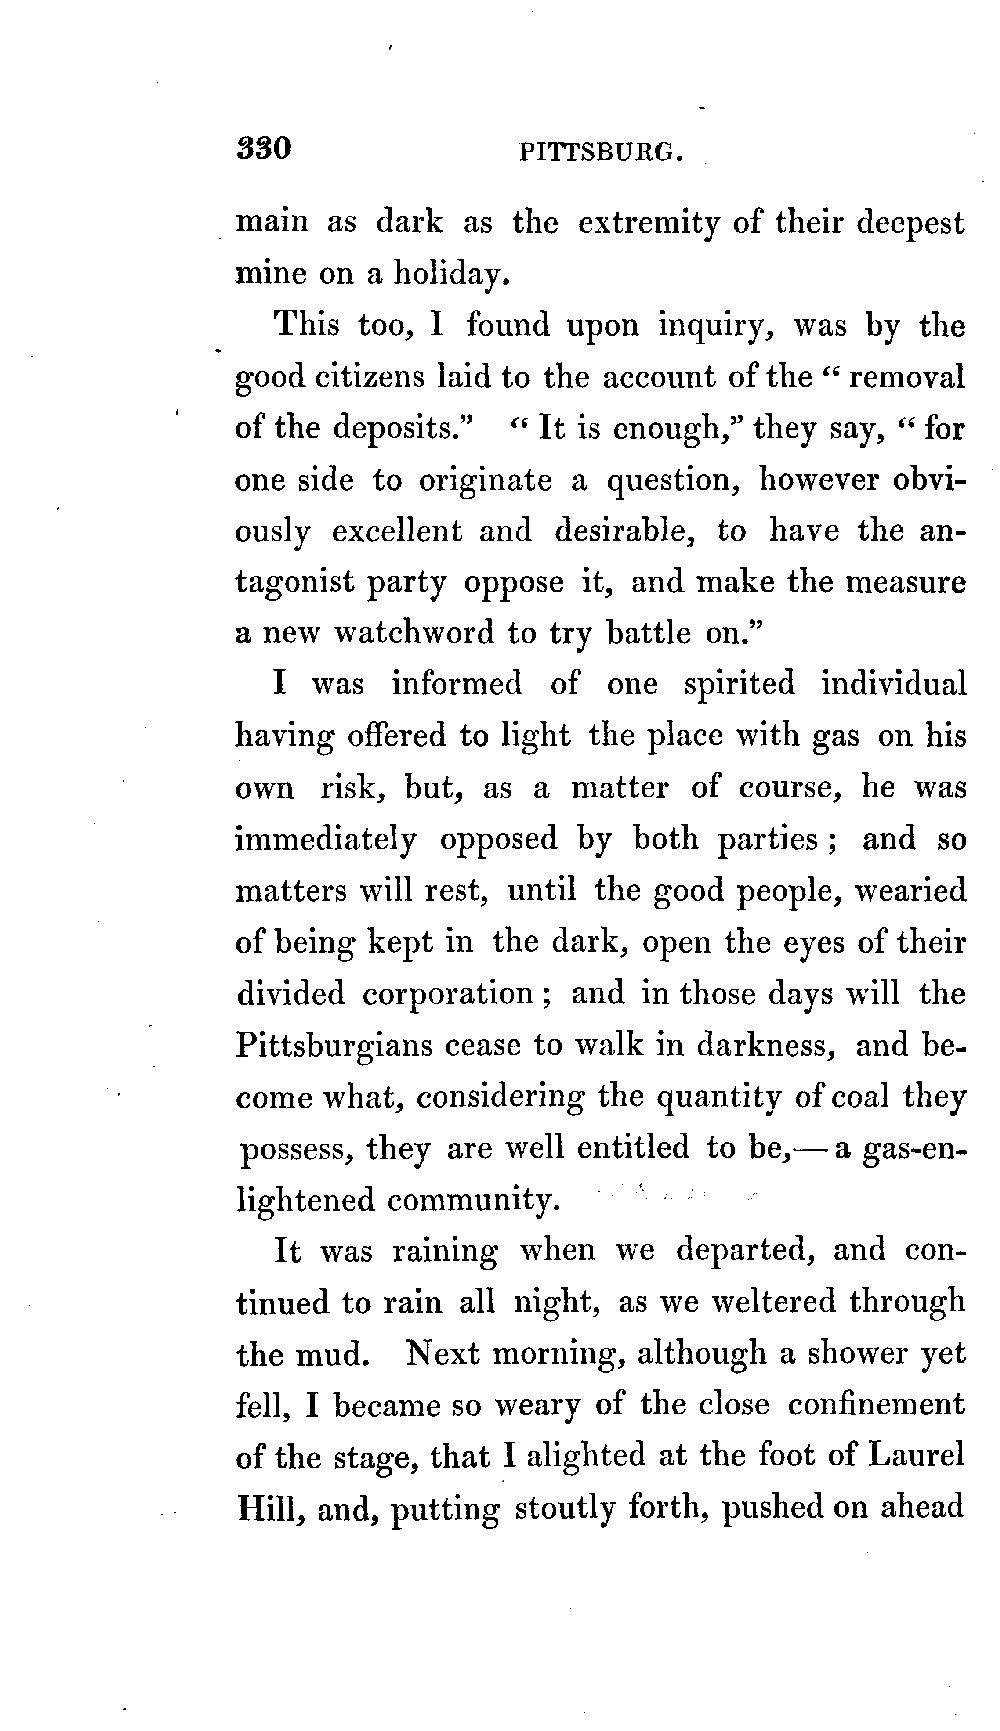 330 PITTSBURG.
main as dark as the extremity of their deepest
mine on a holiday.
This too, I found upon inquiry, was by the
good citizens laid to the account of the “ removal
of the deposits.” “ It is enough,” they say, “ for
one side to originate a question, however obvi-
ously excellent and desirable, to have the an-
tagonist party oppose it, and make the measure
a new watchword to try battle on.”
I was informed of one spirited individual
having offered to light the place with gas on his
own risk, but, as a matter of course, he was
immediately opposed by both parties ; and so
matters will rest, until the good people, wearied
of being kept in the dark, open the eyes of their
divided corporation ; and in those days will the
Pittsburgians cease to walk in darkness, and be-
come what, considering the quantity of coal they
possess, they are well entitled to be,— a gas-en-
lightened community.
It was raining when we departed, and con-
tinued to rain all night, as we weltered through
the mud. Next morning, although a shower yet
fell, I became so weary of the close confinement
of the stage, that I alighted at the foot of Laurel
Hill, and, putting stoutly forth, pushed on ahead